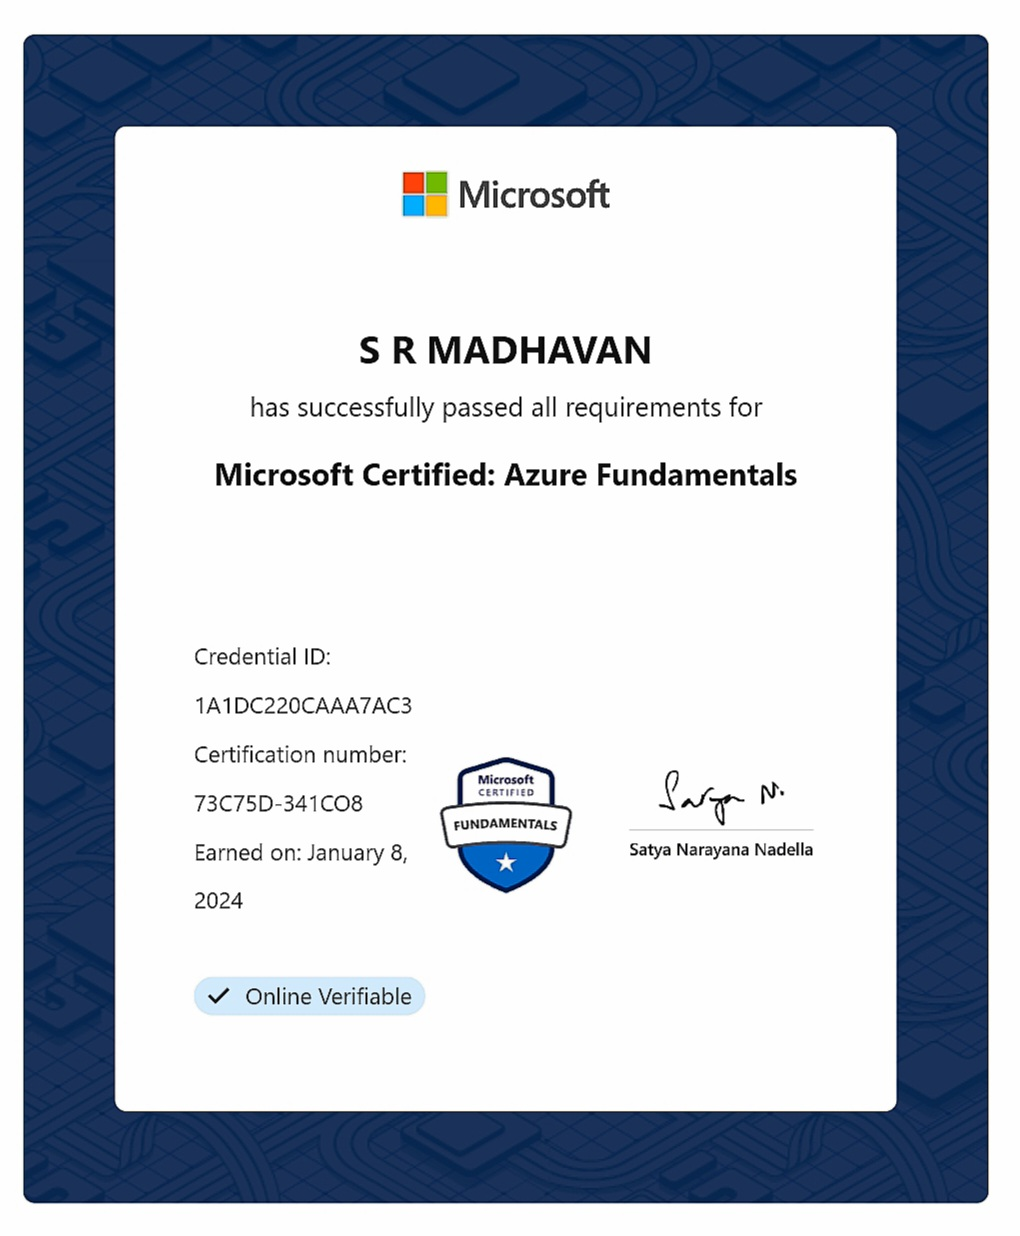 Microsoft
S R MADHAVAN
has successfully passed all requirements for
Microsoft Certified: Azure Fundamentals
Credential ID:
1A1DC220CAAA7AC3
Certification number:
73C75D-341CO8
Earned on: January 8,
2024
Microsoft
CERTIFIED
FUNDAMENTALS
Satya N.
Satya Narayana Nadella
Online Verifiable